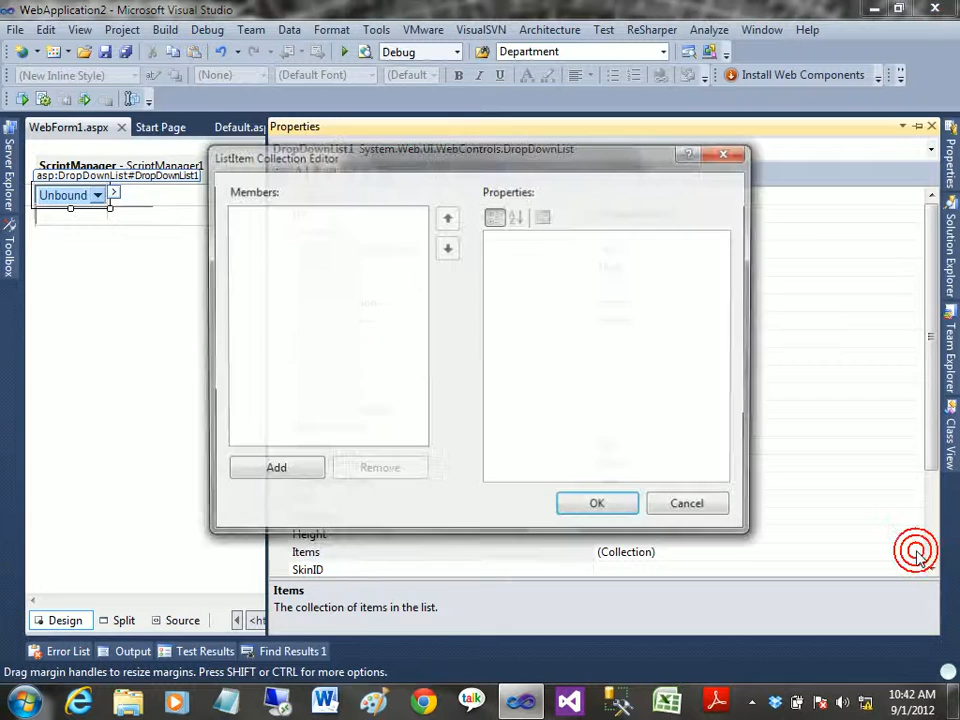 WebApplication2 - Microsoft Visual Studio
File Edit View Project Build Debug Team Data Format Tools VMware VisualSVN Architecture Test ReSharper Analyze Window Help
Debug Department
(New Inline Style) (None) (Default Font) (Default B I U A Install Web Components
WebForm1.aspx Start Page Default.asp Properties
DropDownList1 System.Web.UI.WebControls.DropDownList
ScriptManager - ScriptManager1
asp:DropDownList#DropDownList1
Unbound
ListItem Collection Editor
Members: Properties:
Add Remove
OK Cancel
Height
Items (Collection)
SkinID
Items
The collection of items in the list.
Server Explorer
Toolbox
Properties
Solution Explorer
Team Explorer
Class View
Design Split Source <ht
Error List Output Test Results Find Results 1
Drag margin handles to resize margins. Press SHIFT or CTRL for more options.
talk
10:42 AM
9/1/2012